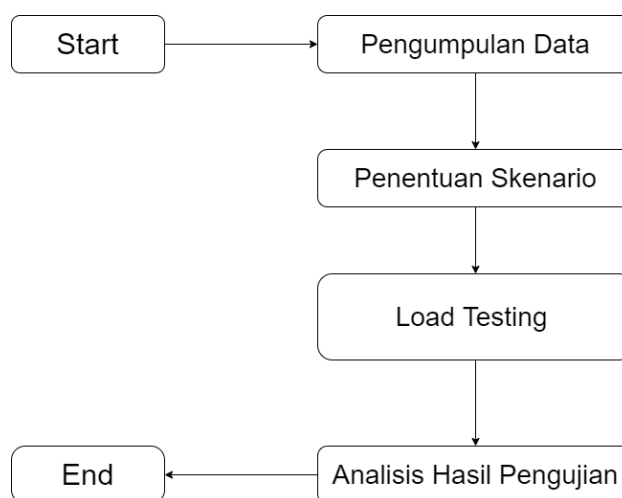 Start
Pengumpulan Data
Penentuan Skenario
Load Testing
Analisis Hasil Pengujian
End